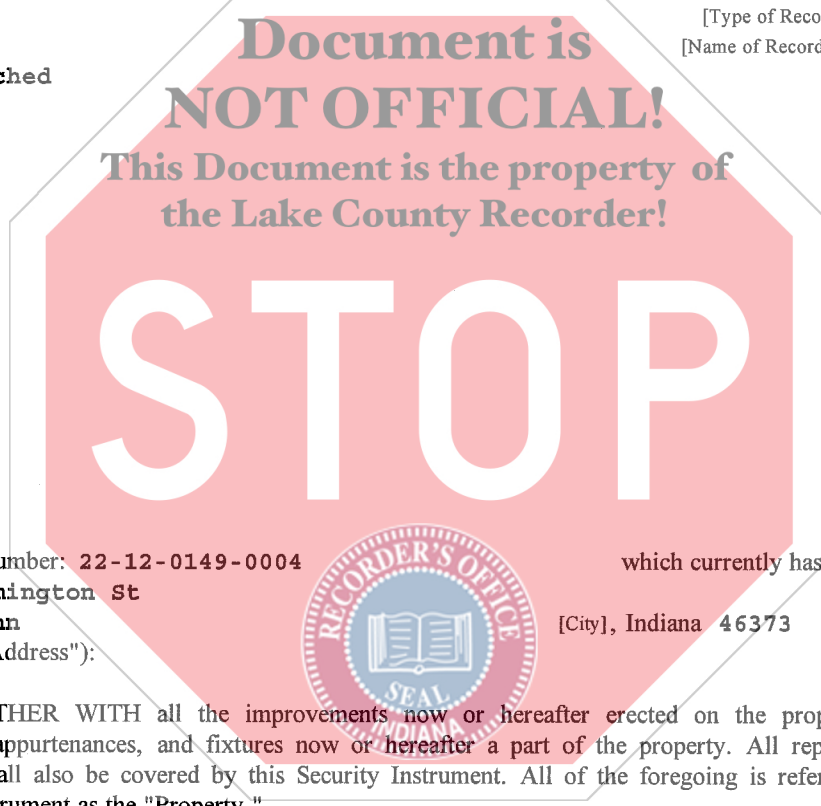 [Type of Reco
[Name of Record
Document is
ched
NOT OFFICIAL!
This Document is the property of
the Lake County Recorder!
STOP
umber: 22-12-0149-0004 which currently has
ington St
nn [City], Indiana 46373
Address"):
RECORDER'S OFFICE
SEAL
INDIANA
THER WITH all the improvements now or hereafter erected on the prop
appurtenances, and fixtures now or hereafter a part of the property. All rep
all also be covered by this Security Instrument. All of the foregoing is refer
rument as the "Property."